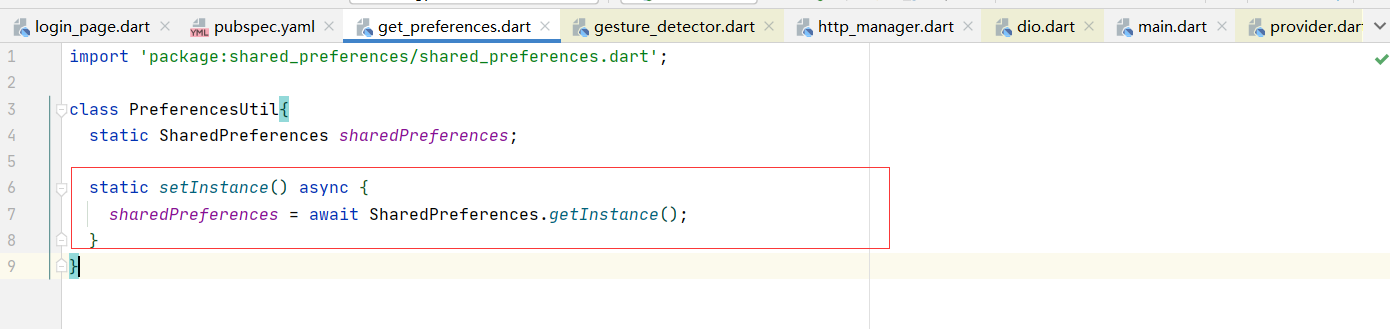 login_page.dart pubspec.yaml get_preferences.dart gesture_detector.dart http_manager.dart dio.dart main.dart provider.dar
1 import 'package:shared_preferences/shared_preferences.dart';
2
3 class PreferencesUtil{
4 static SharedPreferences sharedPreferences;
5
6 static setInstance() async {
7 sharedPreferences = await SharedPreferences.getInstance();
8 }
9 }